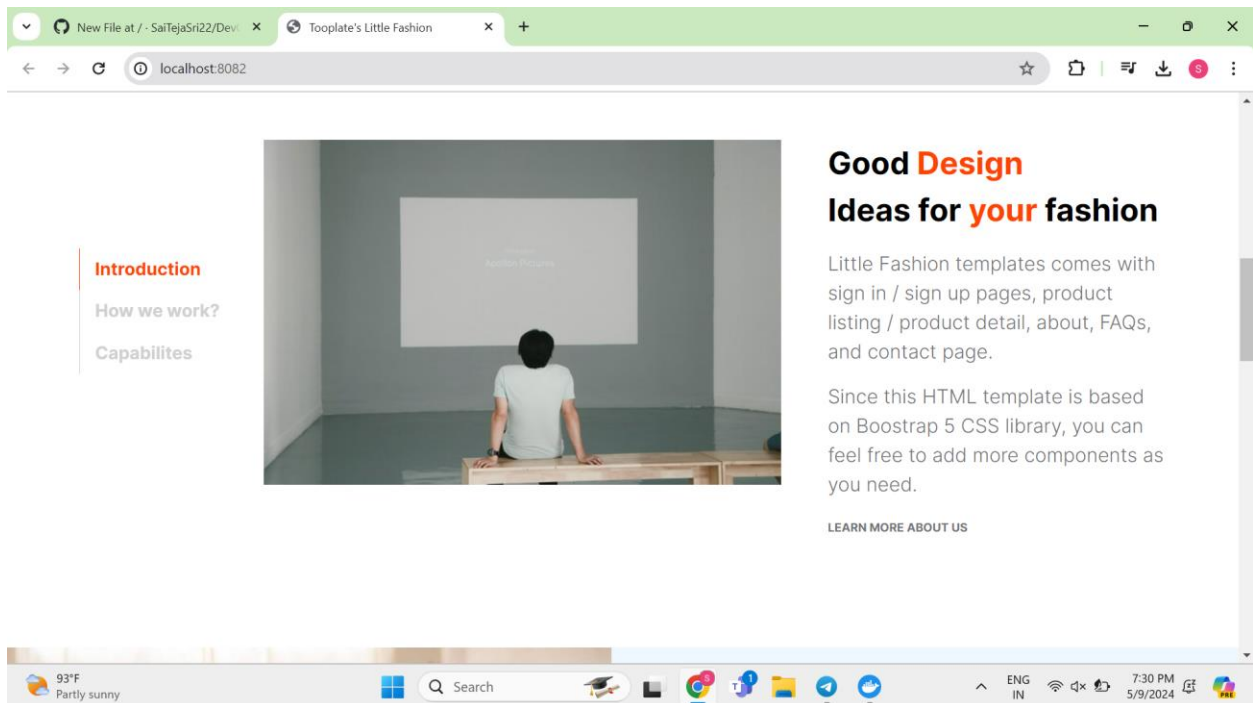 New File at / · SaiTejaSri22/Dev
Tooplate's Little Fashion
localhost:8082
S
Introduction
How we work?
Capabilites
Good Design
Ideas for your fashion
Little Fashion templates comes with
sign in / sign up pages, product
listing / product detail, about, FAQs,
and contact page.
Since this HTML template is based
on Boostrap 5 CSS library, you can
feel free to add more components as
you need.
LEARN MORE ABOUT US
93°F
Partly sunny
Search
ENG
IN
7:30 PM
5/9/2024
PRE